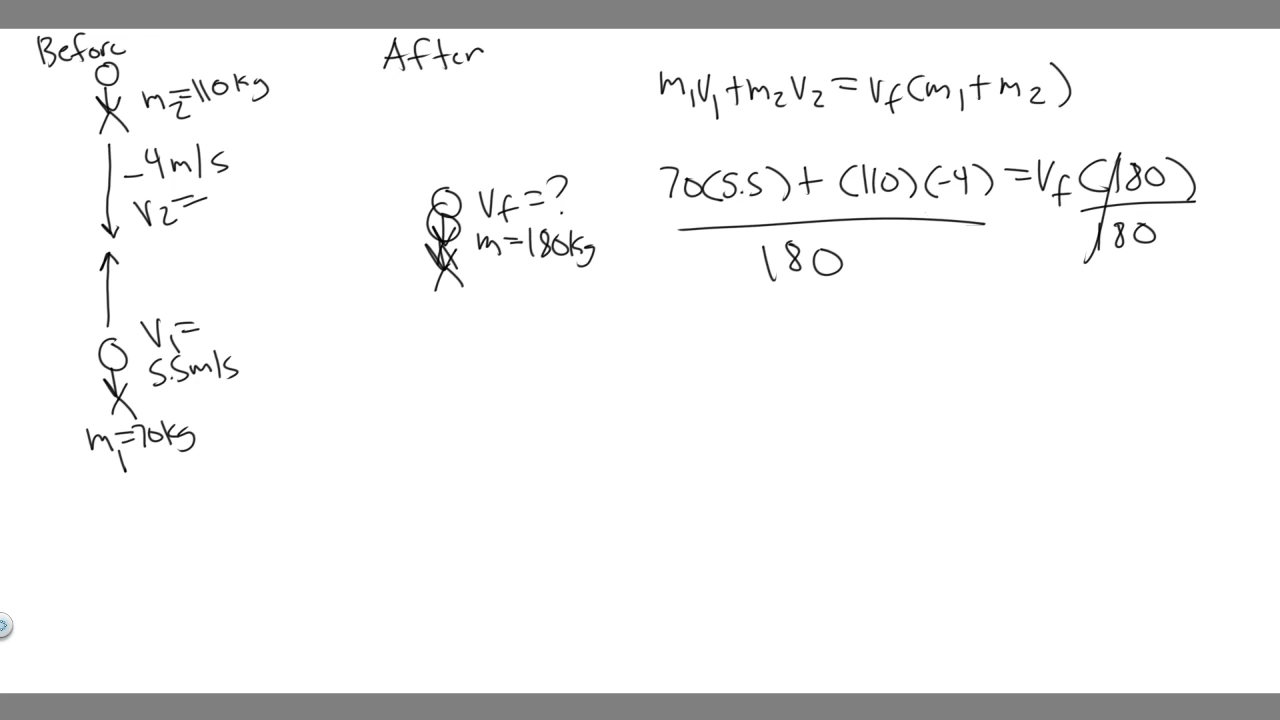 Before
m₂=110kg
-4m/s
v₂=
v₁=
5.5m/s
m₁=70kg
After
Vf=?
m=180kg
m₁v₁+m₂v₂=vf(m₁+m₂)
70(5.5)+(110)(-4)=vf(180)
180
180